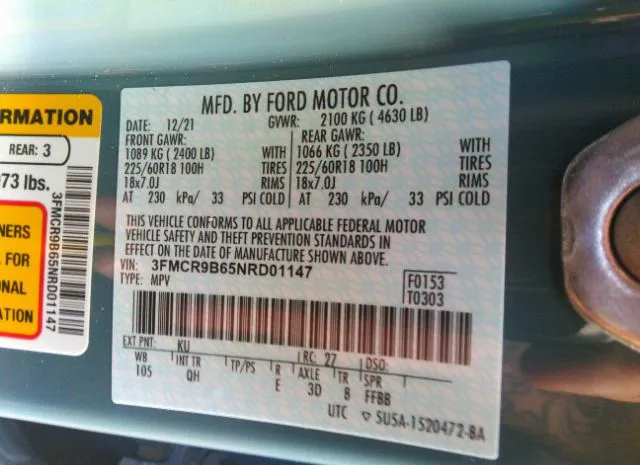 FORMATION
REAR: 3
973 lbs.
3FMCR9B65NRD01147
NERS
A FOR
ONAL
TION
MFD. BY FORD MOTOR CO.
DATE: 12/21 GVWR: 2100 KG ( 4630 LB)
FRONT GAWR: REAR GAWR:
1089 KG ( 2400 LB) WITH 1066 KG ( 2350 LB) WITH
225/60R18 100H TIRES 225/60R18 100H TIRES
18x7.0J RIMS 18x7.0J RIMS
AT 230 kPa/ 33 PSI COLD AT 230 kPa/ 33 PSI COLD
THIS VEHICLE CONFORMS TO ALL APPLICABLE FEDERAL MOTOR
VEHICLE SAFETY AND THEFT PREVENTION STANDARDS IN
EFFECT ON THE DATE OF MANUFACTURE SHOWN ABOVE.
VIN: 3FMCR9B65NRD01147
TYPE: MPV
F0153
T0303
EXT PNT: KU RC: 27 DSO:
WB INT TR TP/PS R AXLE TR SPR
105 QH E 3D 8 FFBB
UTC ▽ 5U5A-1520472-BA